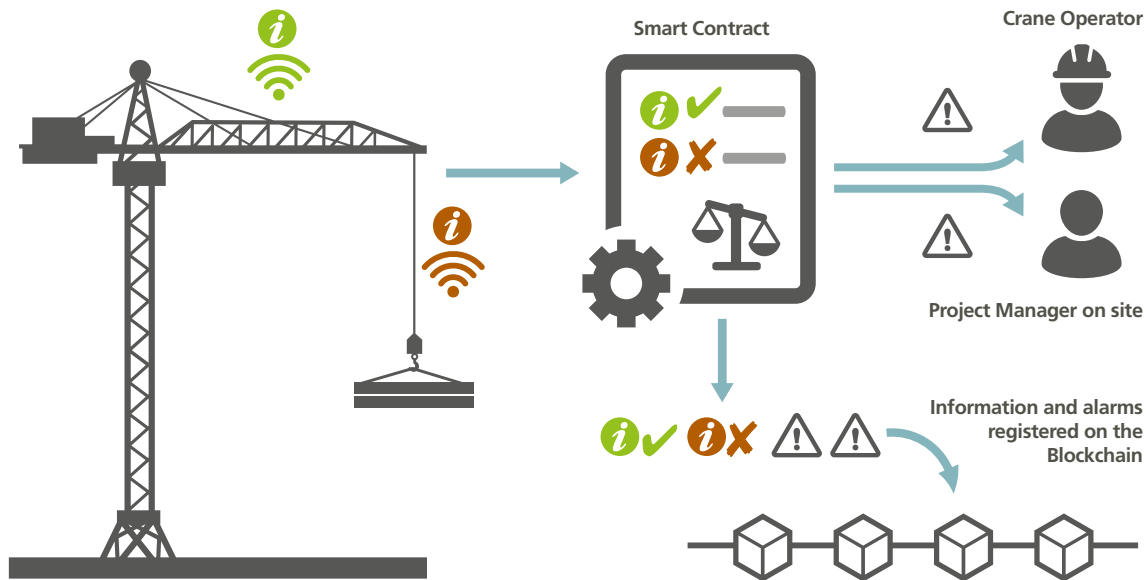 Smart Contract
Crane Operator
Project Manager on site
Information and alarms
registered on the
Blockchain